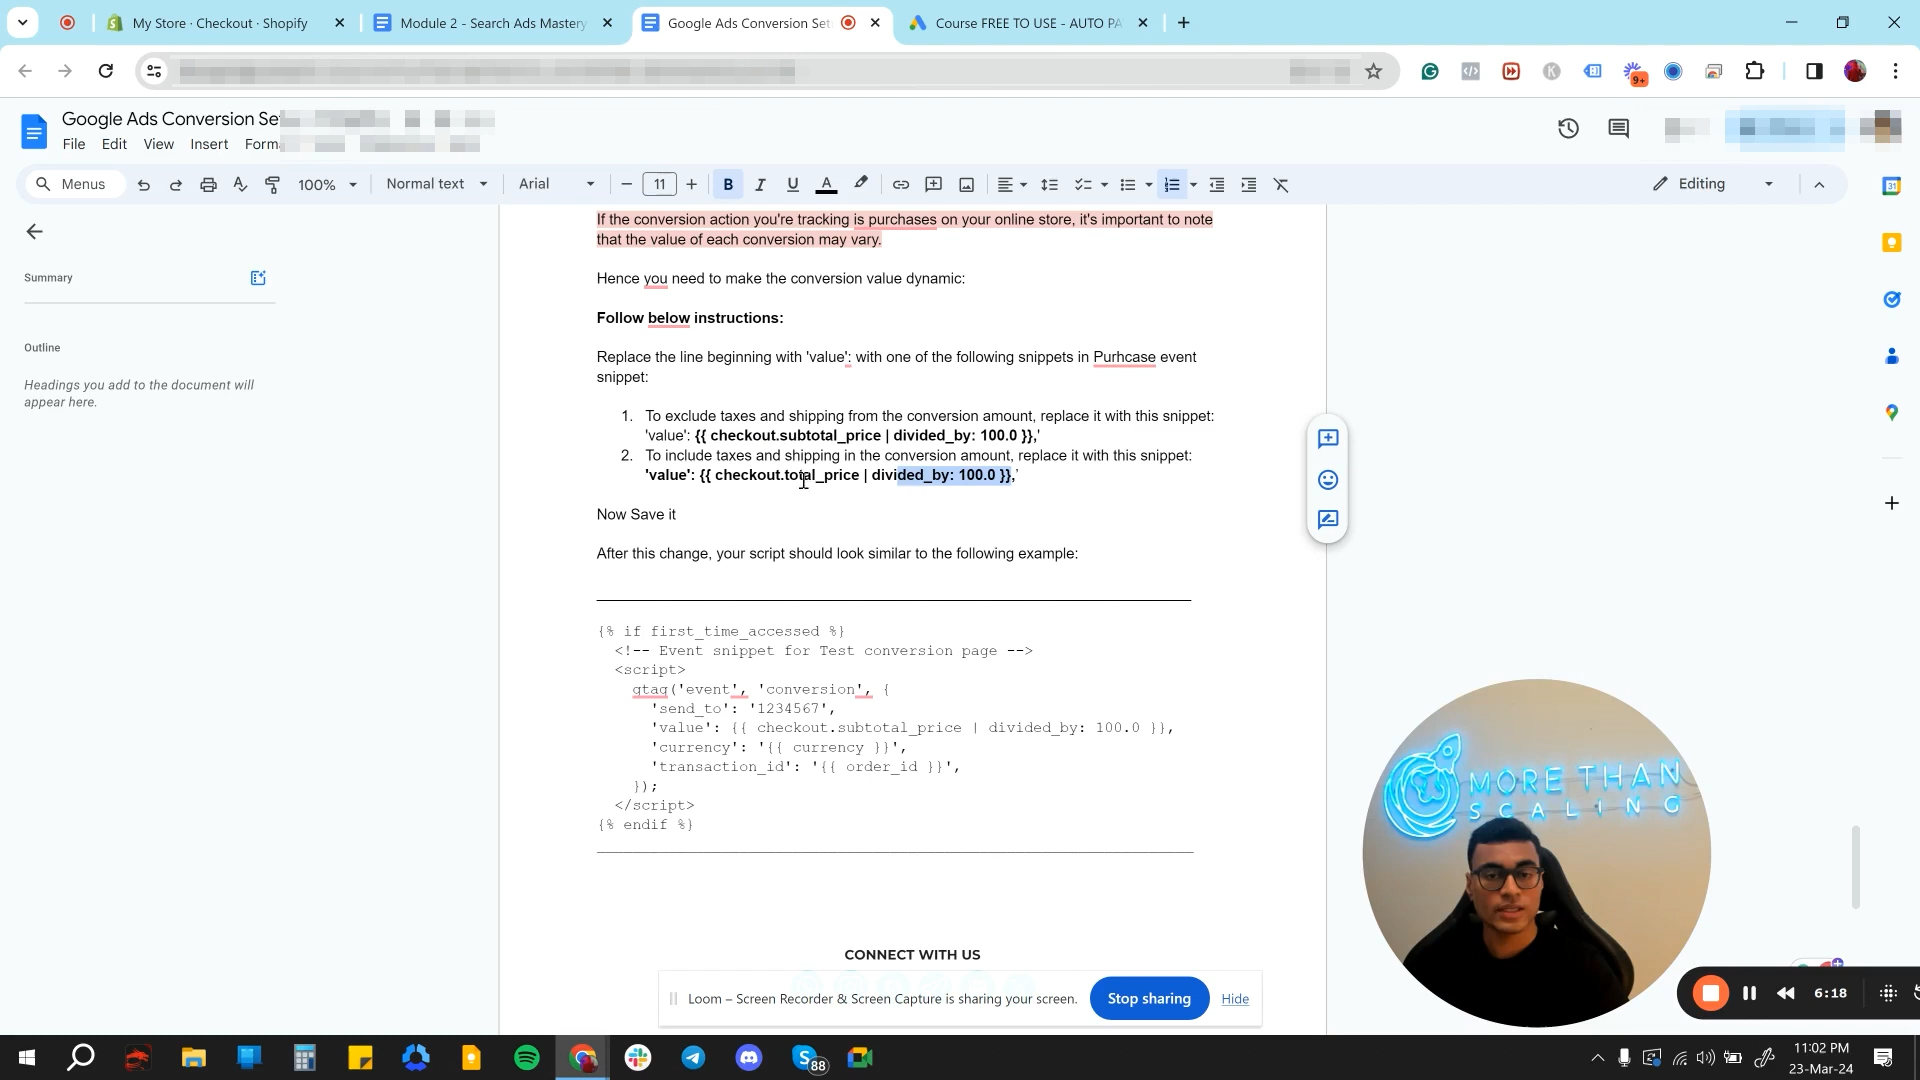 My Store · Checkout · Shopify
Module 2 - Search Ads Mastery
Google Ads Conversion Set
Course FREE TO USE - AUTO PA
9+
Google Ads Conversion Se
File Edit View Insert Forma
Menus 100% Normal text Arial 11 B I U A Editing
If the conversion action you're tracking is purchases on your online store, it's important to note
that the value of each conversion may vary.
Summary
Hence you need to make the conversion value dynamic:
Follow below instructions:
Outline
Headings you add to the document will
appear here.
Replace the line beginning with 'value': with one of the following snippets in Purhcase event
snippet:
1. To exclude taxes and shipping from the conversion amount, replace it with this snippet:
'value': {{ checkout.subtotal_price | divided_by: 100.0 }},'
2. To include taxes and shipping in the conversion amount, replace it with this snippet:
'value': {{ checkout.total_price | divided_by: 100.0 }},'
Now Save it
After this change, your script should look similar to the following example:
{% if first_time_accessed %}
<!-- Event snippet for Test conversion page -->
<script>
gtag('event', 'conversion', {
'send_to': '1234567',
'value': {{ checkout.subtotal_price | divided_by: 100.0 }},
'currency': '{{ currency }}',
'transaction_id': '{{ order_id }}',
});
</script>
{% endif %}
MORE THAN
SCALING
CONNECT WITH US
Loom – Screen Recorder & Screen Capture is sharing your screen. Stop sharing Hide
6:18
88
11:02 PM
23-Mar-24